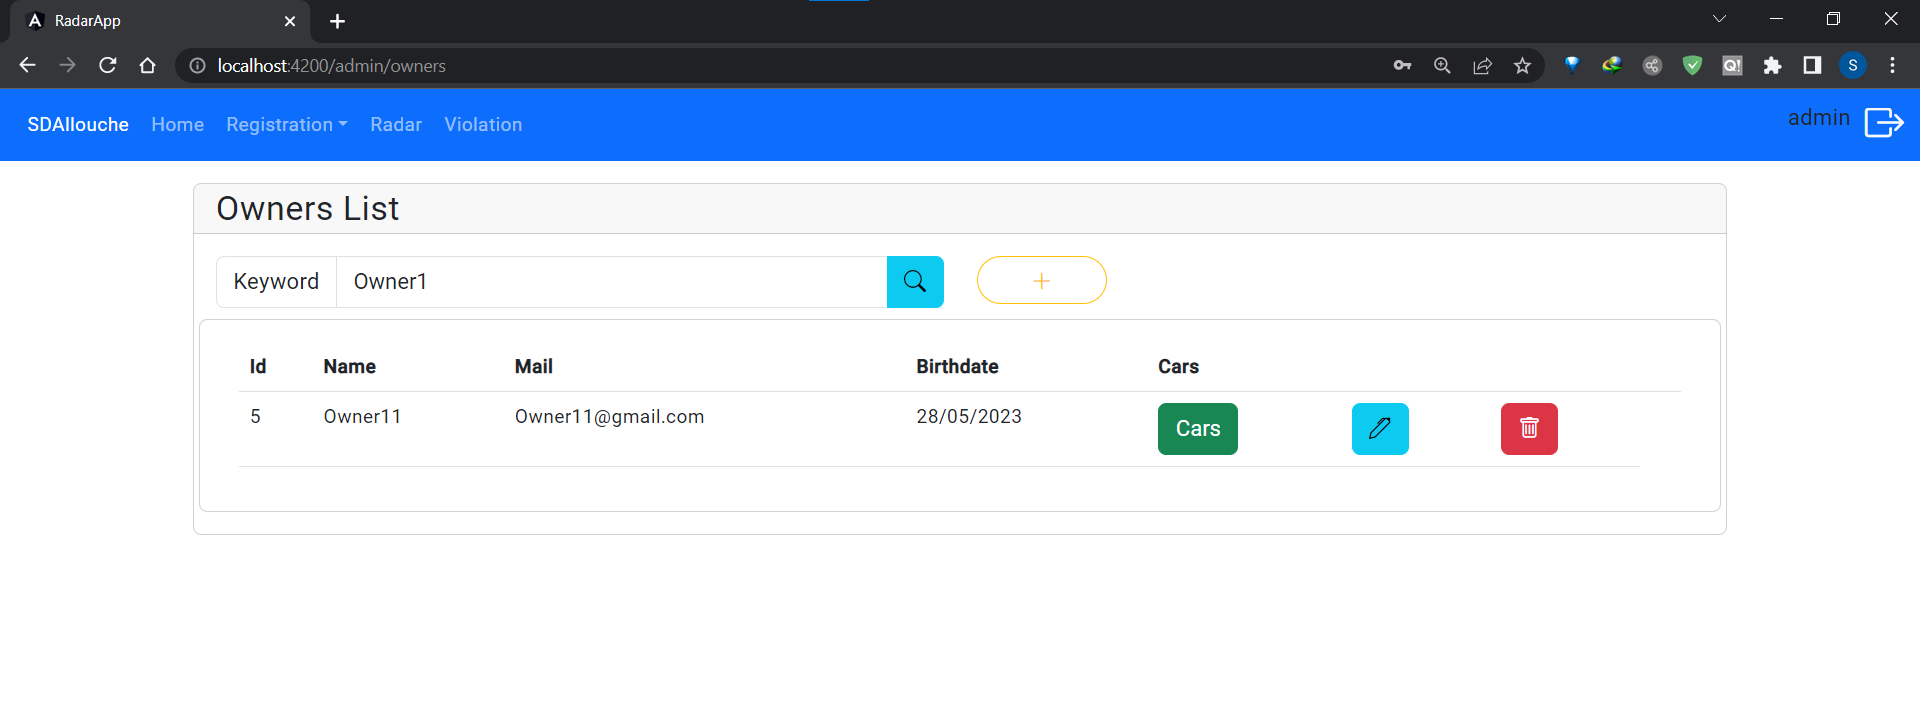 RadarApp
localhost:4200/admin/owners
S
SDAllouche Home Registration Radar Violation admin
Owners List
Keyword Owner1
Id Name Mail Birthdate Cars
5 Owner11 Owner11@gmail.com 28/05/2023 Cars